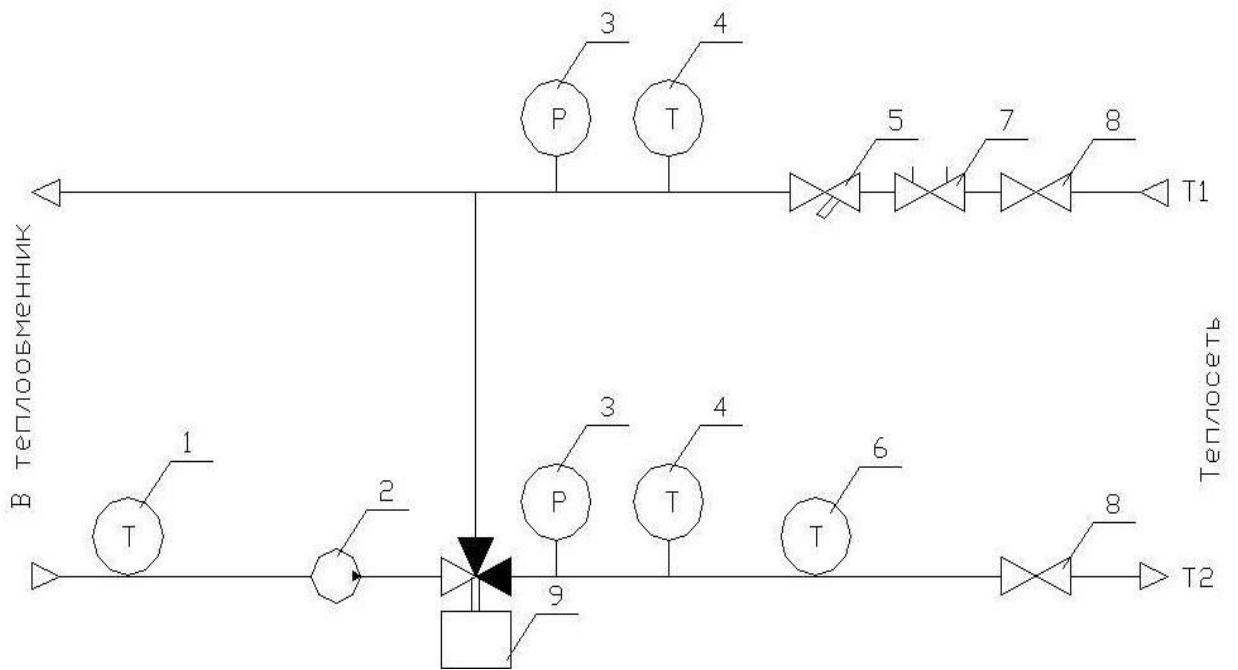 3 4
P T 5 7 8
T1
В теплообменник
Теплосеть
1 2 3 4 6 8
T P T T
T2
9